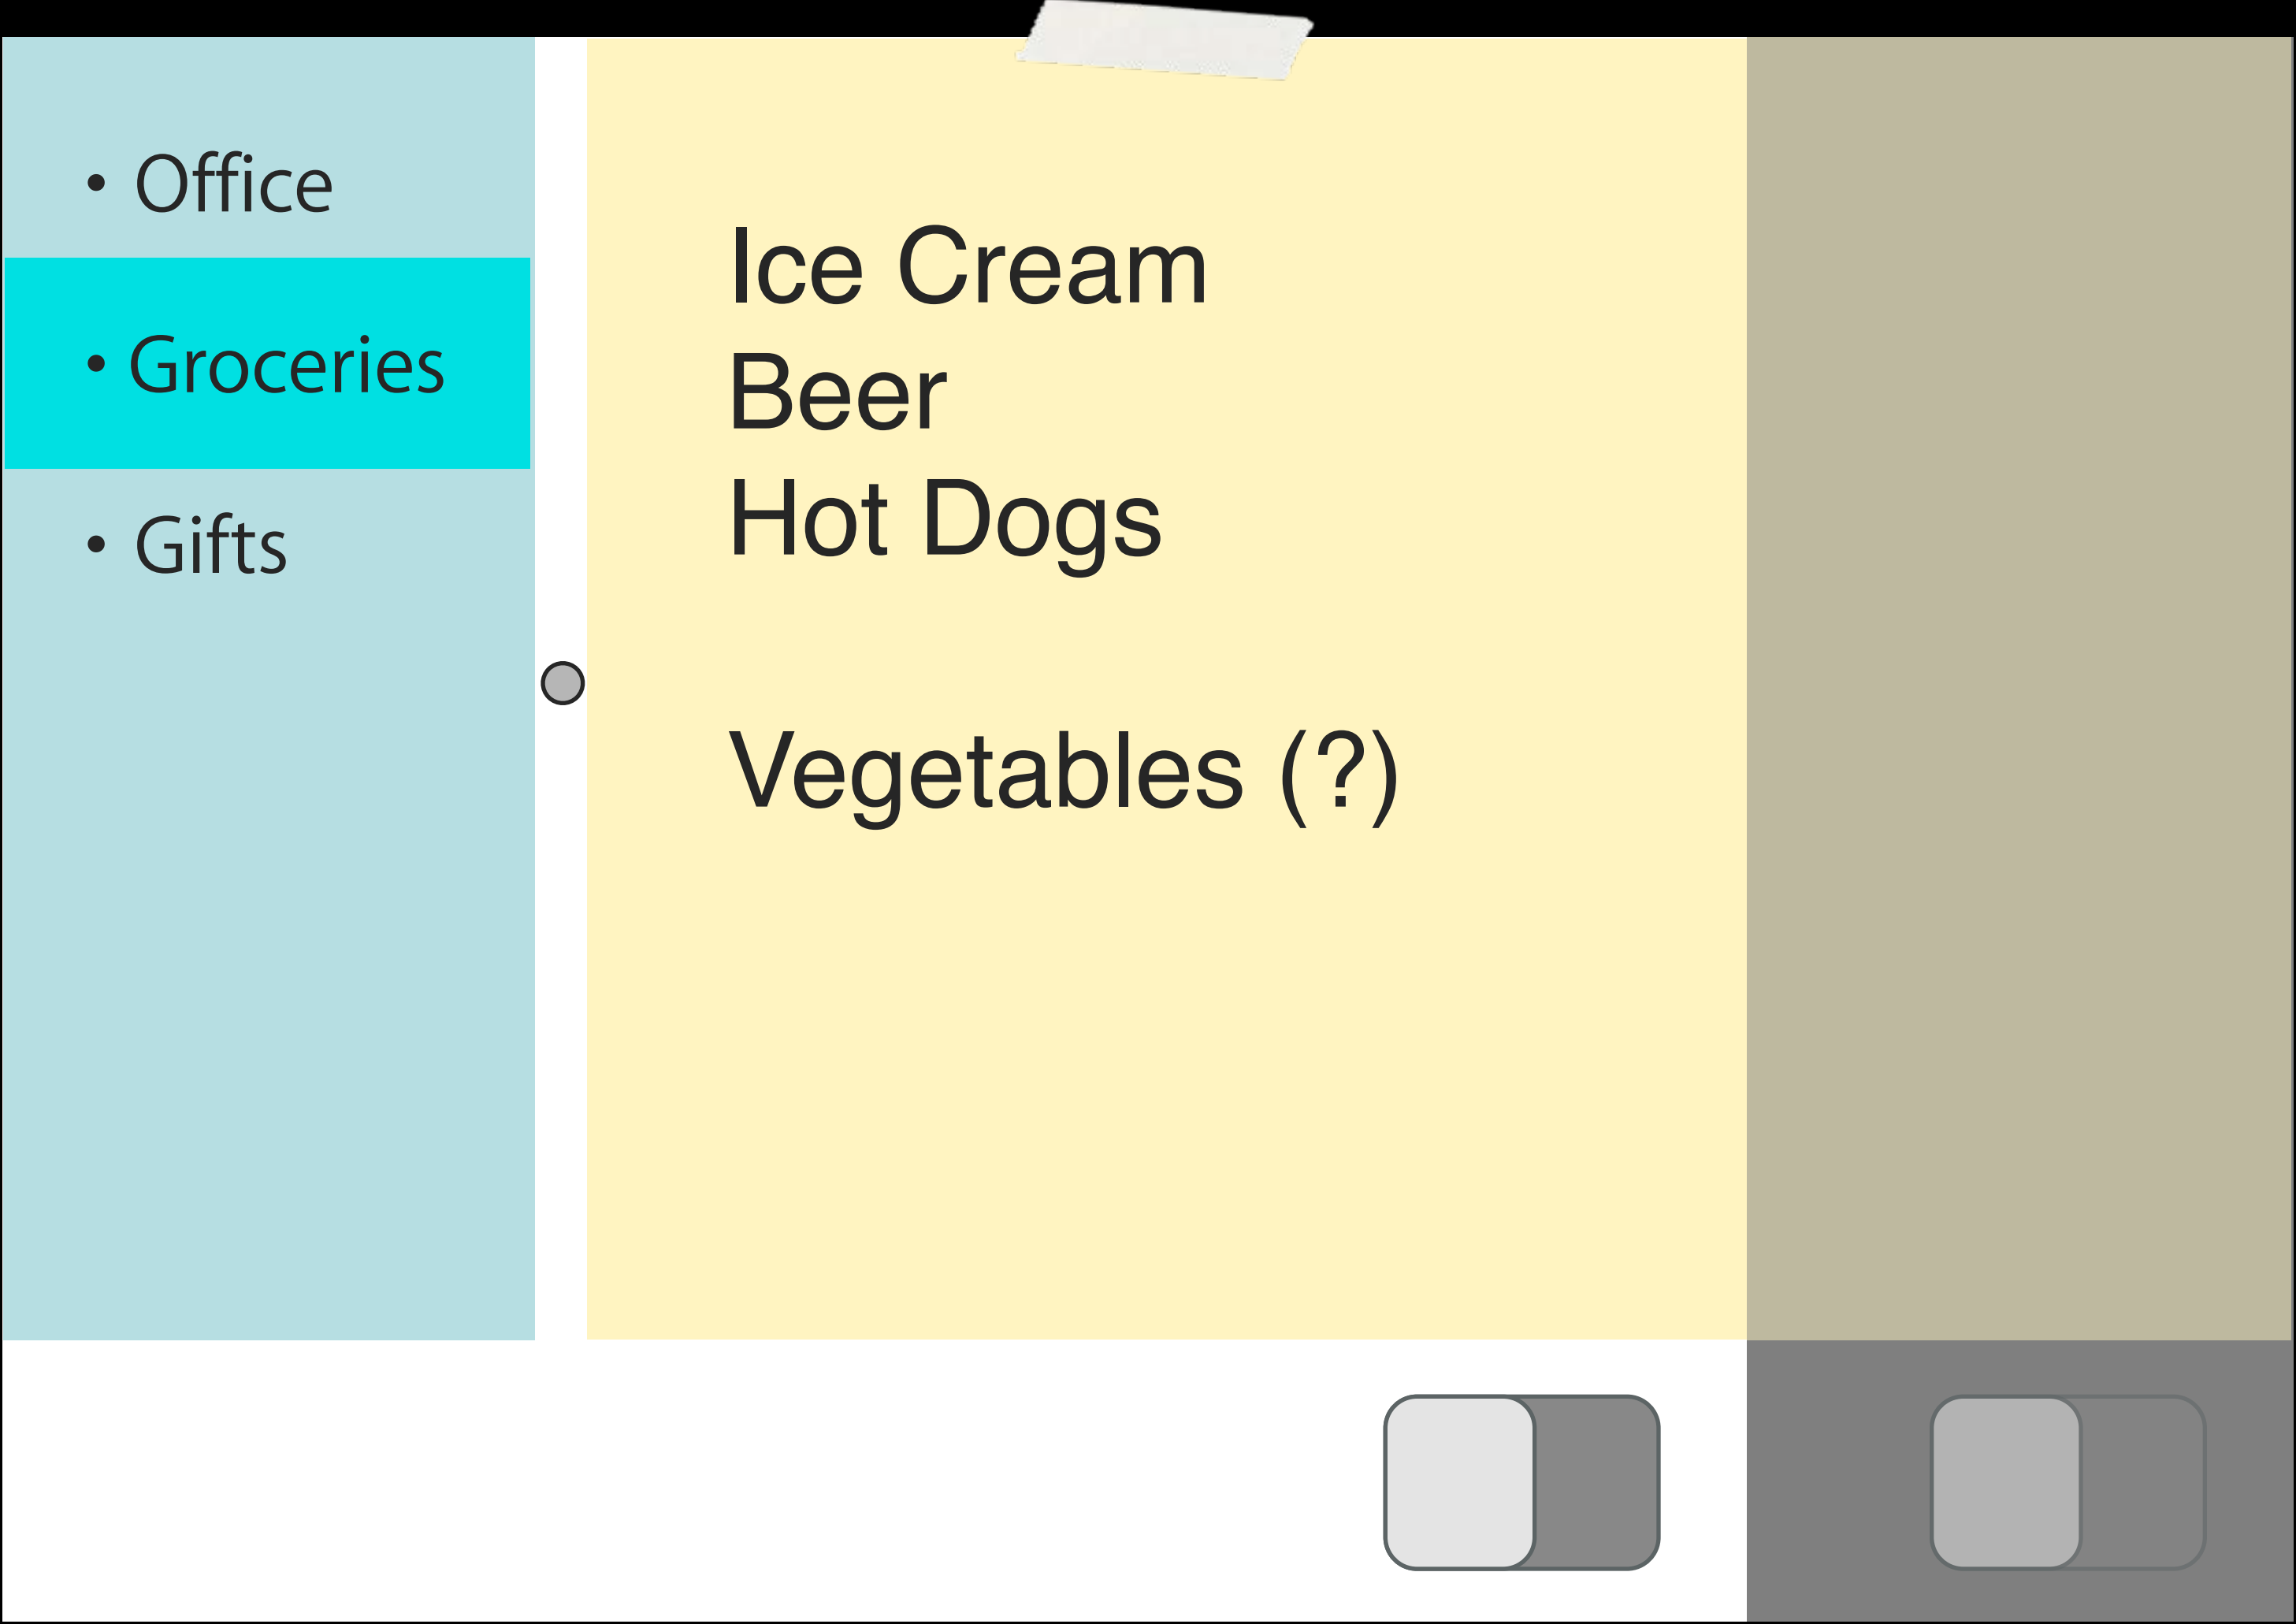 • Office
• Groceries
• Gifts
Ice Cream
Beer
Hot Dogs
Vegetables (?)